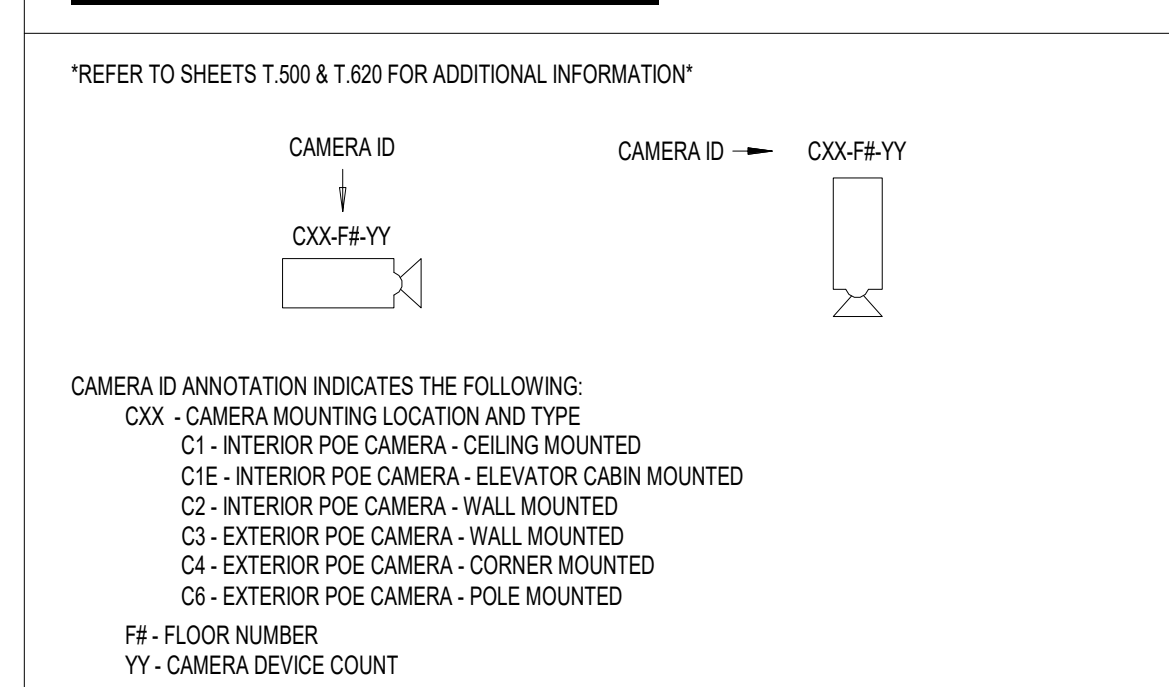 *REFER TO SHEETS T.500 & T.620 FOR ADDITIONAL INFORMATION*
CAMERA ID
CXX-F#-YY
CAMERA ID
CXX-F#-YY
CAMERA ID ANNOTATION INDICATES THE FOLLOWING:
CXX - CAMERA MOUNTING LOCATION AND TYPE
C1 - INTERIOR POE CAMERA - CEILING MOUNTED
C1E - INTERIOR POE CAMERA - ELEVATOR CABIN MOUNTED
C2 - INTERIOR POE CAMERA - WALL MOUNTED
C3 - EXTERIOR POE CAMERA - WALL MOUNTED
C4 - EXTERIOR POE CAMERA - CORNER MOUNTED
C6 - EXTERIOR POE CAMERA - POLE MOUNTED
F# - FLOOR NUMBER
YY - CAMERA DEVICE COUNT